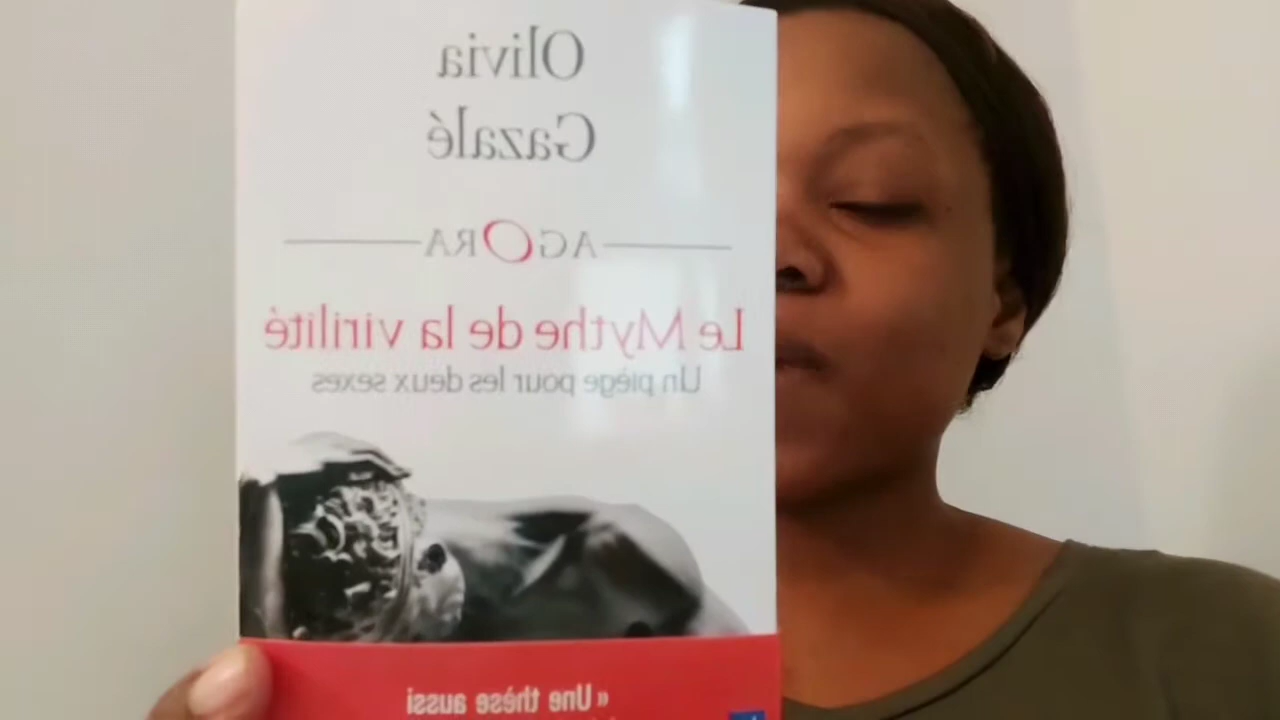 Olivia
Gazalé
AGORA
Le Mythe de la virilité
Un piège pour les deux sexes
« Une thèse aussi